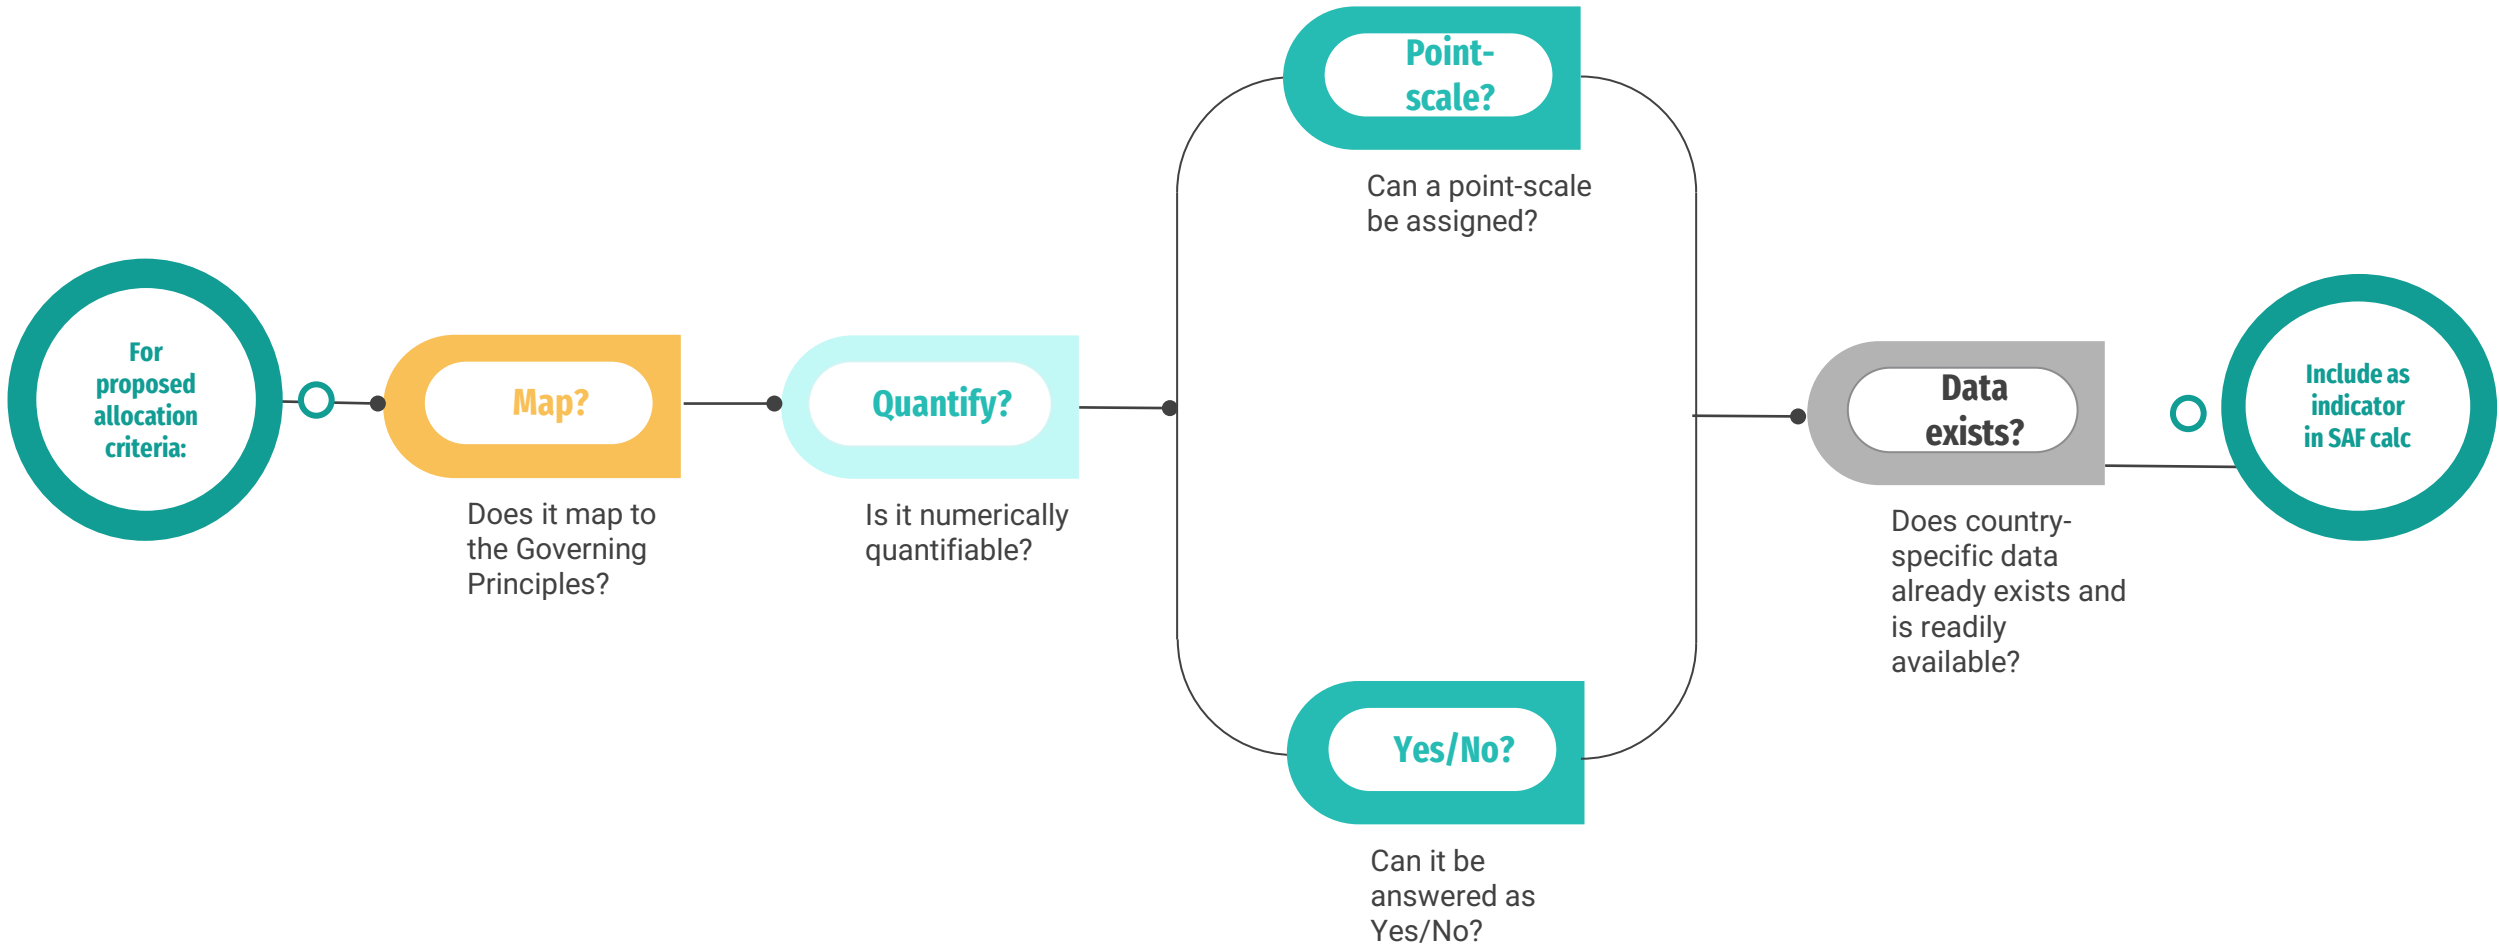 For
proposed
allocation
criteria:
Map?
Does it map to
the Governing
Principles?
Quantify?
Is it numerically
quantifiable?
Point-
scale?
Can a point-scale
be assigned?
Yes/No?
Can it be
answered as
Yes/No?
Data
exists?
Does country-
specific data
already exists and
is readily
available?
Include as
indicator
in SAF calc